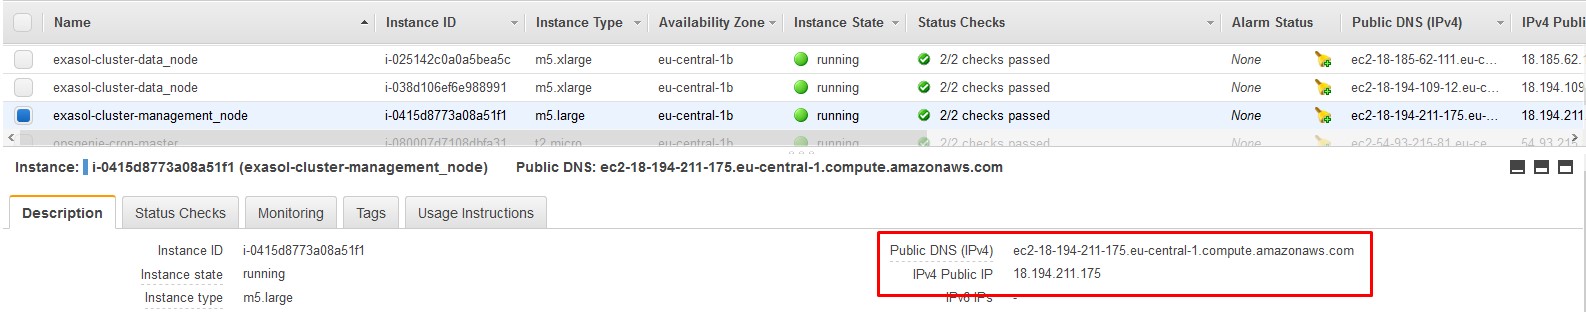 Name Instance ID Instance Type Availability Zone Instance State Status Checks Alarm Status Public DNS (IPv4) IPv4 Publ
exasol-cluster-data_node i-025142c0a0a5bea5c m5.xlarge eu-central-1b running 2/2 checks passed None ec2-18-185-62-111.eu-c... 18.185.62.
exasol-cluster-data_node i-038d106ef6e988991 m5.xlarge eu-central-1b running 2/2 checks passed None ec2-18-194-109-12.eu-c... 18.194.109
exasol-cluster-management_node i-0415d8773a08a51f1 m5.large eu-central-1b running 2/2 checks passed None ec2-18-194-211-175.eu-... 18.194.211
opsgenie-cron-master i-080007d7108dbfa31 t2.micro eu-central-1b running 2/2 checks passed None ec2-54-93-215-81.eu-ce... 54.93.215
Instance: i-0415d8773a08a51f1 (exasol-cluster-management_node) Public DNS: ec2-18-194-211-175.eu-central-1.compute.amazonaws.com
Description Status Checks Monitoring Tags Usage Instructions
Instance ID i-0415d8773a08a51f1 Public DNS (IPv4) ec2-18-194-211-175.eu-central-1.compute.amazonaws.com
Instance state running IPv4 Public IP 18.194.211.175
Instance type m5.large IPv6 IPs -